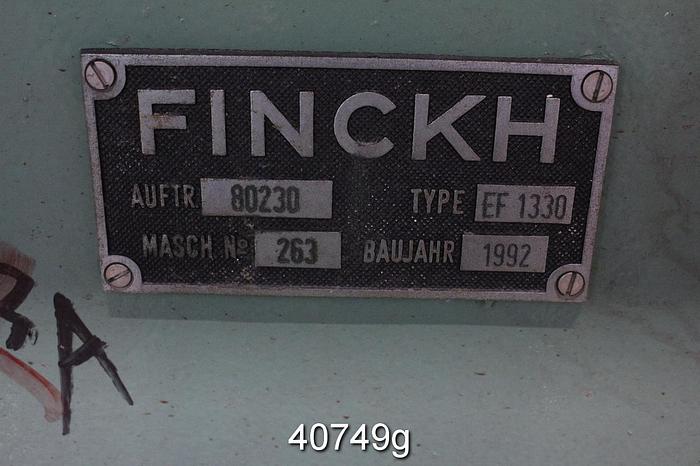 FINCKH
AUFTR. 80230 TYPE EF 1330
MASCH Nº 263 BAUJAHR 1992
A
40749g